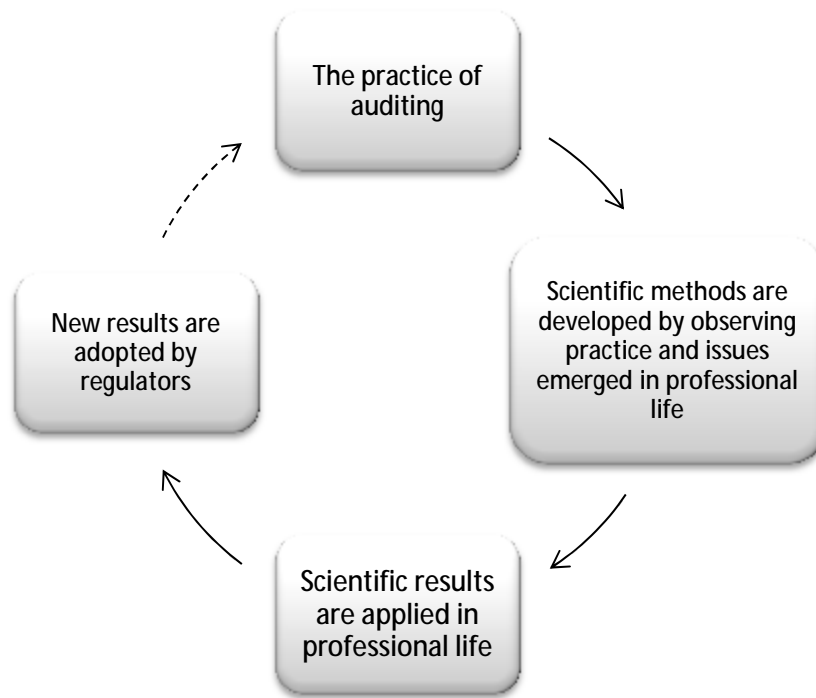 The practice of
auditing
Scientific methods are
developed by observing
practice and issues
emerged in professional
life
Scientific results
are applied in
professional life
New results are
adopted by
regulators